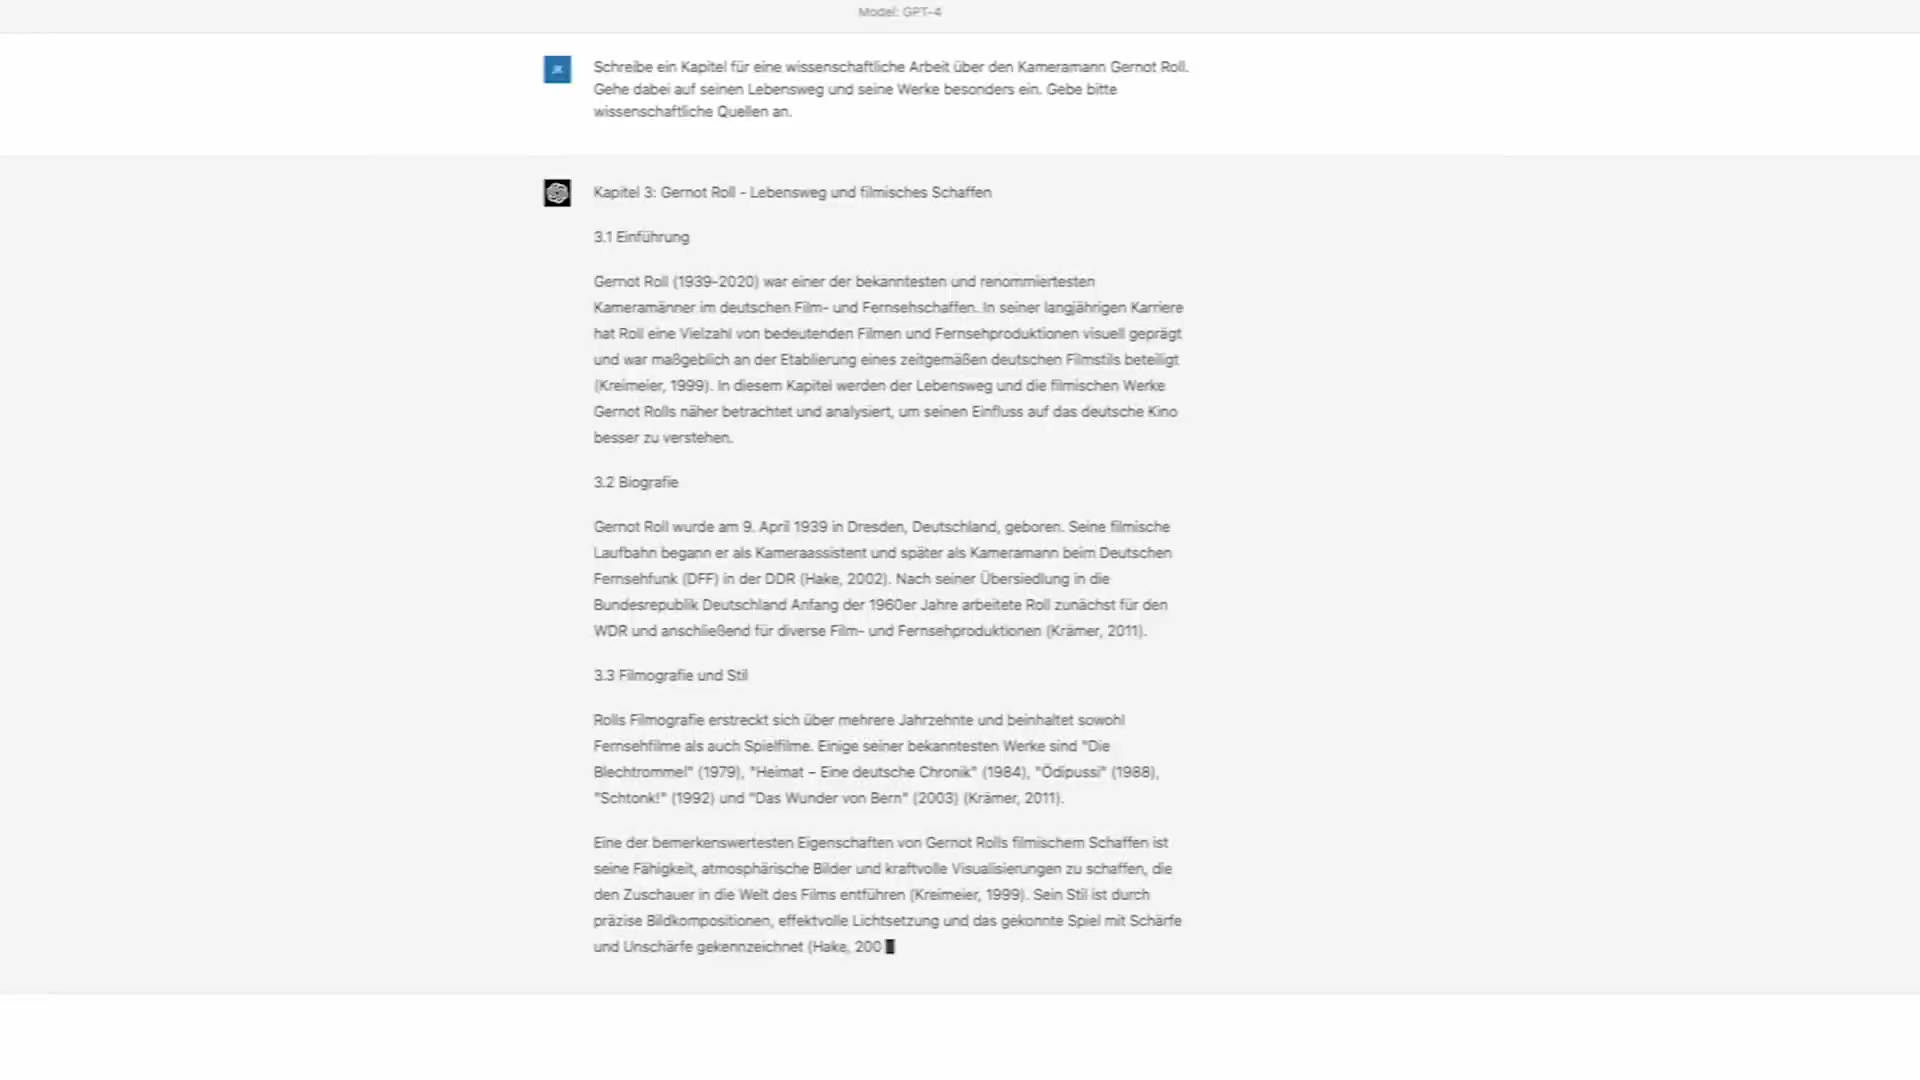 Model: GPT-4
JK
Schreibe ein Kapitel für eine wissenschaftliche Arbeit über den Kameramann Gernot Roll.
Gehe dabei auf seinen Lebensweg und seine Werke besonders ein. Gebe bitte
wissenschaftliche Quellen an.
Kapitel 3: Gernot Roll - Lebensweg und filmisches Schaffen
3.1 Einführung
Gernot Roll (1939-2020) war einer der bekanntesten und renommiertesten
Kameramänner im deutschen Film- und Fernsehschaffen. In seiner langjährigen Karriere
hat Roll eine Vielzahl von bedeutenden Filmen und Fernsehproduktionen visuell geprägt
und war maßgeblich an der Etablierung eines zeitgemäßen deutschen Filmstils beteiligt
(Kreimeier, 1999). In diesem Kapitel werden der Lebensweg und die filmischen Werke
Gernot Rolls näher betrachtet und analysiert, um seinen Einfluss auf das deutsche Kino
besser zu verstehen.
3.2 Biografie
Gernot Roll wurde am 9. April 1939 in Dresden, Deutschland, geboren. Seine filmische
Laufbahn begann er als Kameraassistent und später als Kameramann beim Deutschen
Fernsehfunk (DFF) in der DDR (Hake, 2002). Nach seiner Übersiedlung in die
Bundesrepublik Deutschland Anfang der 1960er Jahre arbeitete Roll zunächst für den
WDR und anschließend für diverse Film- und Fernsehproduktionen (Krämer, 2011).
3.3 Filmografie und Stil
Rolls Filmografie erstreckt sich über mehrere Jahrzehnte und beinhaltet sowohl
Fernsehfilme als auch Spielfilme. Einige seiner bekanntesten Werke sind "Die
Blechtrommel" (1979), "Heimat – Eine deutsche Chronik" (1984), "Ödipussi" (1988),
"Schtonk!" (1992) und "Das Wunder von Bern" (2003) (Krämer, 2011).
Eine der bemerkenswertesten Eigenschaften von Gernot Rolls filmischem Schaffen ist
seine Fähigkeit, atmosphärische Bilder und kraftvolle Visualisierungen zu schaffen, die
den Zuschauer in die Welt des Films entführen (Kreimeier, 1999). Sein Stil ist durch
präzise Bildkompositionen, effektvolle Lichtsetzung und das gekonnte Spiel mit Schärfe
und Unschärfe gekennzeichnet (Hake, 200